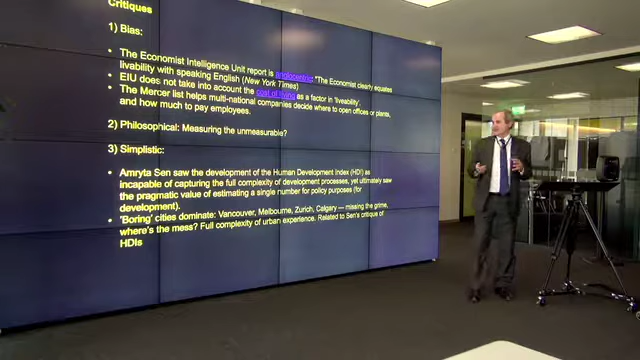 Critiques
1) Bias:
• The Economist Intelligence Unit report is anglocentric: "The Economist clearly equates
livability with speaking English (New York Times)
• EIU does not take into account the cost of living as a factor in 'liveability'.
• The Mercer list helps multi-national companies decide where to open offices or plants,
and how much to pay employees.
2) Philosophical: Measuring the unmeasurable?
3) Simplistic:
• Amryta Sen saw the development of the Human Development Index (HDI) as
incapable of capturing the full complexity of development processes, yet ultimately saw
the pragmatic value of estimating a single number for policy purposes (for
development).
• 'Boring' cities dominate: Vancouver, Melbourne, Zurich, Calgary — missing the grime,
where's the mess? Full complexity of urban experience. Related to Sen's critique of
HDIs